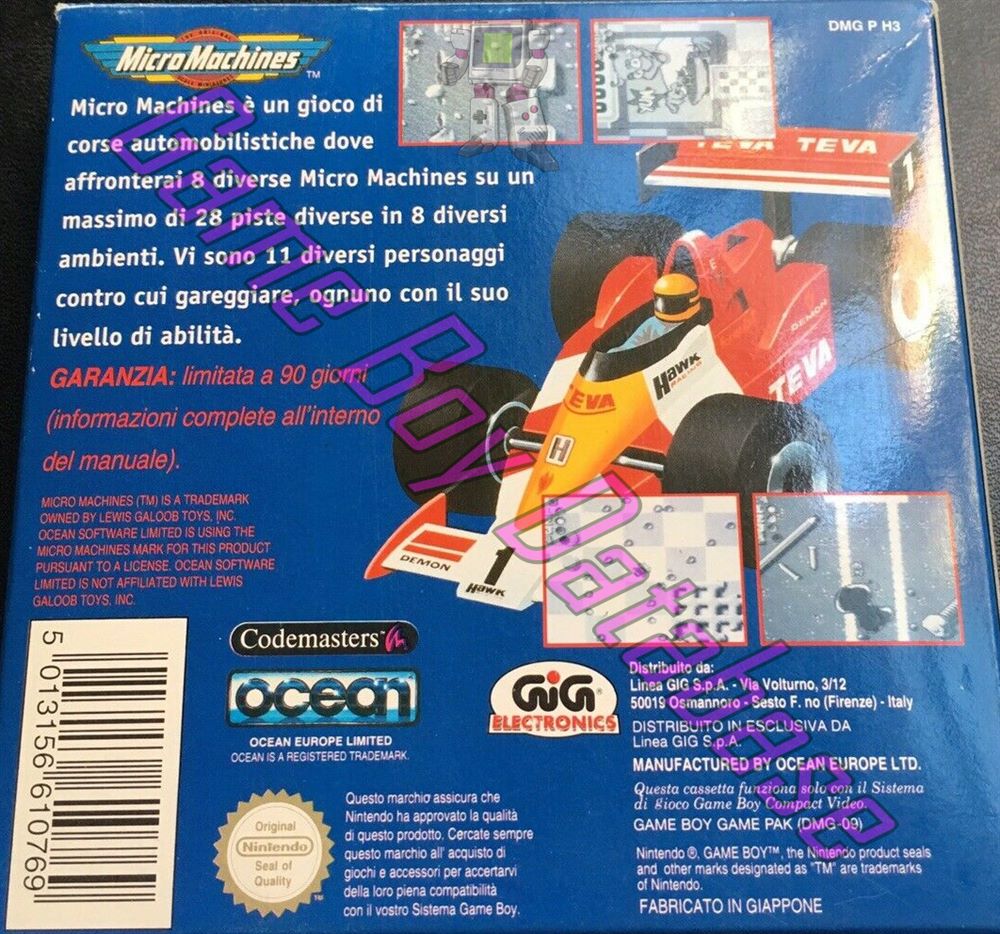 DMG P H3
THE ORIGINAL
Micro Machines
TM
Micro Machines è un gioco di
corse automobilistiche dove
affronterai 8 diverse Micro Machines su un
massimo di 28 piste diverse in 8 diversi
ambienti. Vi sono 11 diversi personaggi
contro cui gareggiare, ognuno con il suo
livello di abilità.
GARANZIA: limitata a 90 giorni
(informazioni complete all'interno
del manuale).
MICRO MACHINES (TM) IS A TRADEMARK
OWNED BY LEWIS GALOOB TOYS, INC.
OCEAN SOFTWARE LIMITED IS USING THE
MICRO MACHINES MARK FOR THIS PRODUCT
PURSUANT TO A LICENSE. OCEAN SOFTWARE
LIMITED IS NOT AFFILIATED WITH LEWIS
GALOOB TOYS, INC.
TEVA TEVA
1
DEMON
TEVA
Hawk
RACING
TEVA
H
DEMON
1
Hawk
5 013156 610769
Codemasters
ocean
OCEAN EUROPE LIMITED
OCEAN IS A REGISTERED TRADEMARK.
GiG
ELECTRONICS
Distribuito da:
Linea GIG S.p.A. - Via Volturno, 3/12
50019 Osmannoro - Sesto F. no (Firenze) - Italy
DISTRIBUITO IN ESCLUSIVA DA
Linea GIG S.p.A.
MANUFACTURED BY OCEAN EUROPE LTD.
Questa cassetta funziona solo con il Sistema
di gioco Game Boy Compact Video.
GAME BOY GAME PAK (DMG-09)
Nintendo ®, GAME BOY™, the Nintendo product seals
and other marks designated as "TM" are trademarks
of Nintendo.
FABRICATO IN GIAPPONE
Original
Nintendo
Seal of
Quality
Questo marchio assicura che
Nintendo ha approvato la qualità
di questo prodotto. Cercate sempre
questo marchio all' acquisto di
giochi e accessori per accertarvi
della loro piena compatibilità
con il vostro Sistema Game Boy.
Game Boy Database